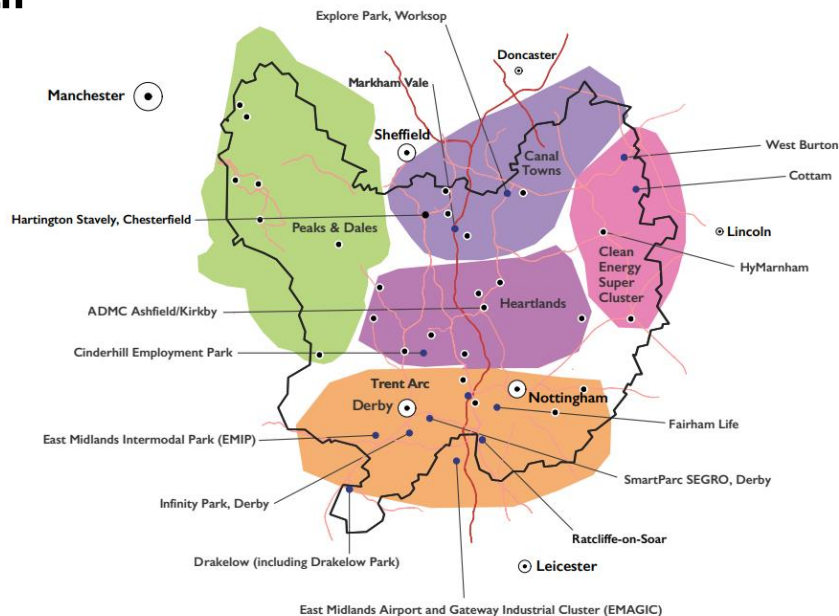 Explore Park, Worksop
Doncaster
Markham Vale
Manchester
Sheffield
Canal
Towns
West Burton
Cottam
Hartington Stavely, Chesterfield
Peaks & Dales
Lincoln
Clean
Energy
Super
Cluster
HyMarnham
ADMC Ashfield/Kirkby
Heartlands
Cinderhill Employment Park
Trent Arc
Derby
Nottingham
Fairham Life
East Midlands Intermodal Park (EMIP)
SmartParc SEGRO, Derby
Infinity Park, Derby
Ratcliffe-on-Soar
Drakelow (including Drakelow Park)
Leicester
East Midlands Airport and Gateway Industrial Cluster (EMAGIC)